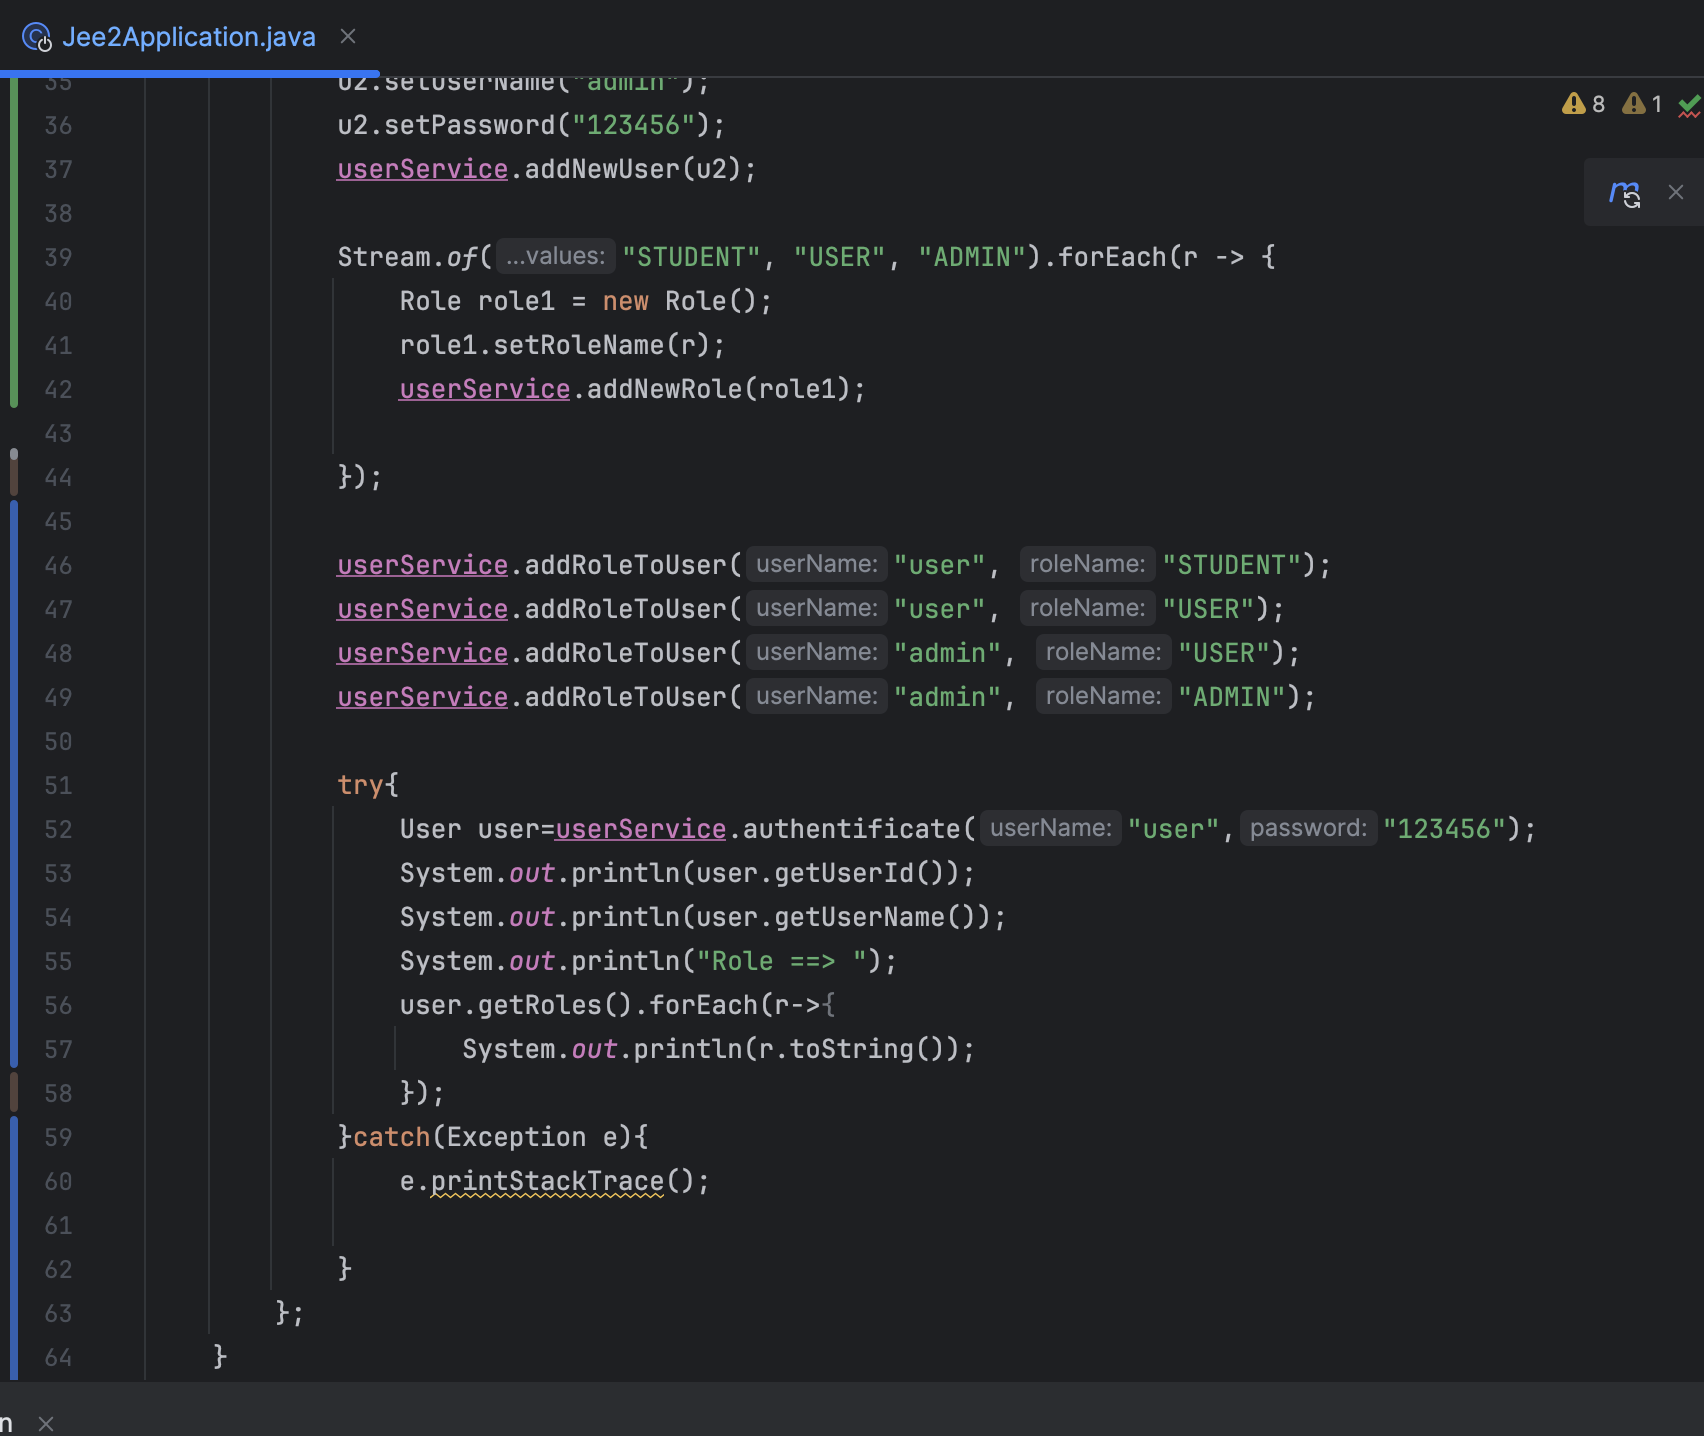 Jee2Application.java
35 u2.setUserName("admin");
8 1
36 u2.setPassword("123456");
37 userService.addNewUser(u2);
38
39 Stream.of( ...values: "STUDENT", "USER", "ADMIN").forEach(r -> {
40 Role role1 = new Role();
41 role1.setRoleName(r);
42 userService.addNewRole(role1);
43
44 });
45
46 userService.addRoleToUser( userName: "user", roleName: "STUDENT");
47 userService.addRoleToUser( userName: "user", roleName: "USER");
48 userService.addRoleToUser( userName: "admin", roleName: "USER");
49 userService.addRoleToUser( userName: "admin", roleName: "ADMIN");
50
51 try{
52 User user=userService.authentificate( userName: "user", password: "123456");
53 System.out.println(user.getUserId());
54 System.out.println(user.getUserName());
55 System.out.println("Role ==> ");
56 user.getRoles().forEach(r->{
57 System.out.println(r.toString());
58 });
59 }catch(Exception e){
60 e.printStackTrace();
61
62 }
63 };
64 }
n